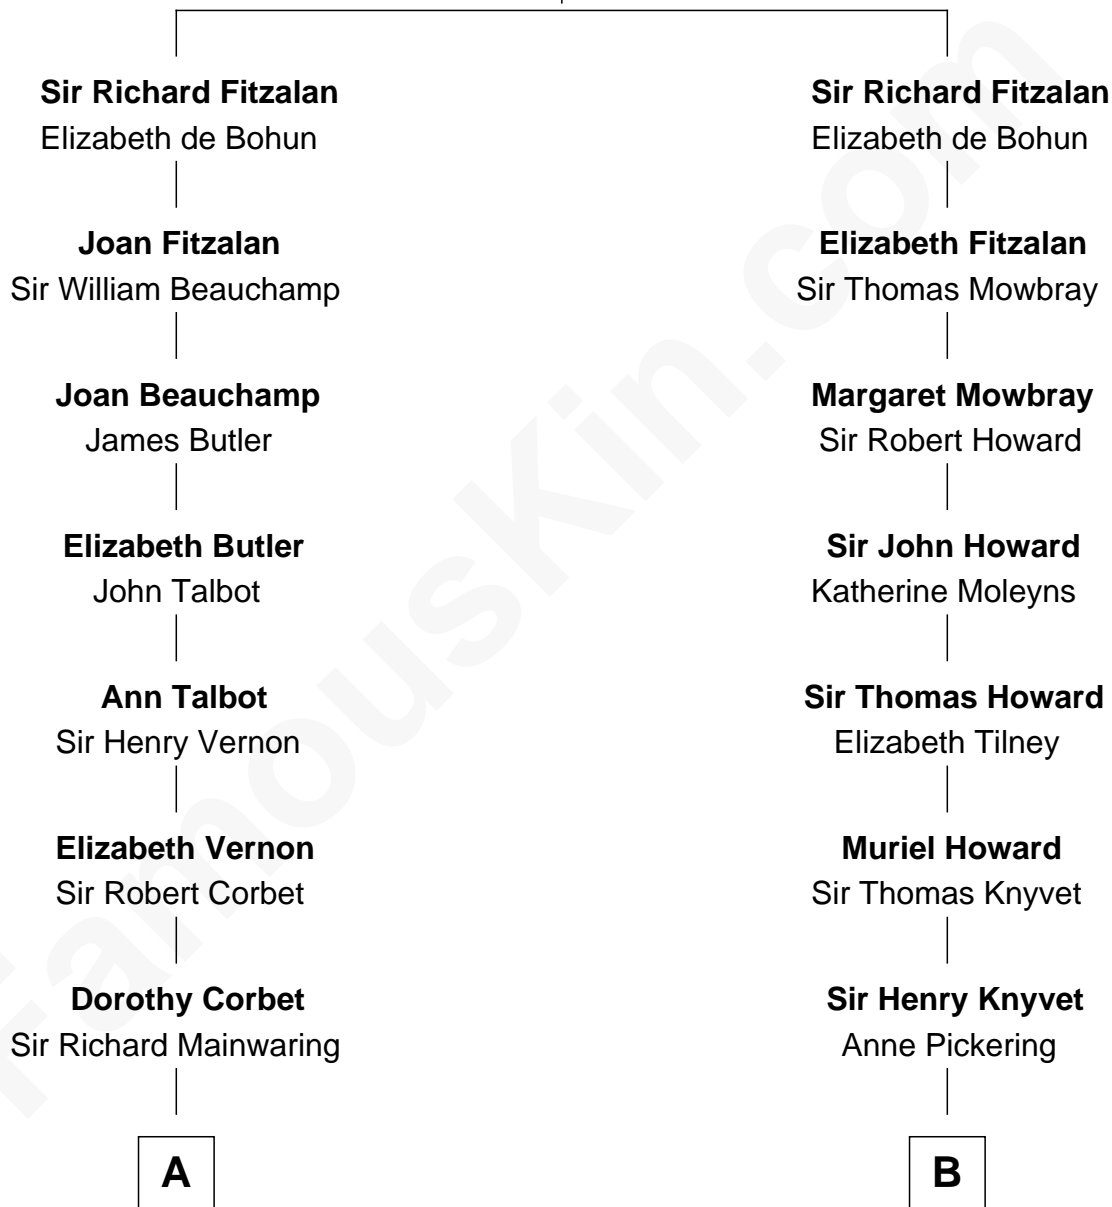 Sir Richard Fitzalan
Elizabeth de Bohun
Joan Fitzalan
Sir William Beauchamp
Joan Beauchamp
James Butler
Elizabeth Butler
John Talbot
Ann Talbot
Sir Henry Vernon
Elizabeth Vernon
Sir Robert Corbet
Dorothy Corbet
Sir Richard Mainwaring
A
Sir Richard Fitzalan
Elizabeth de Bohun
Elizabeth Fitzalan
Sir Thomas Mowbray
Margaret Mowbray
Sir Robert Howard
Sir John Howard
Katherine Moleyns
Sir Thomas Howard
Elizabeth Tilney
Muriel Howard
Sir Thomas Knyvet
Sir Henry Knyvet
Anne Pickering
B
FamousKin.com